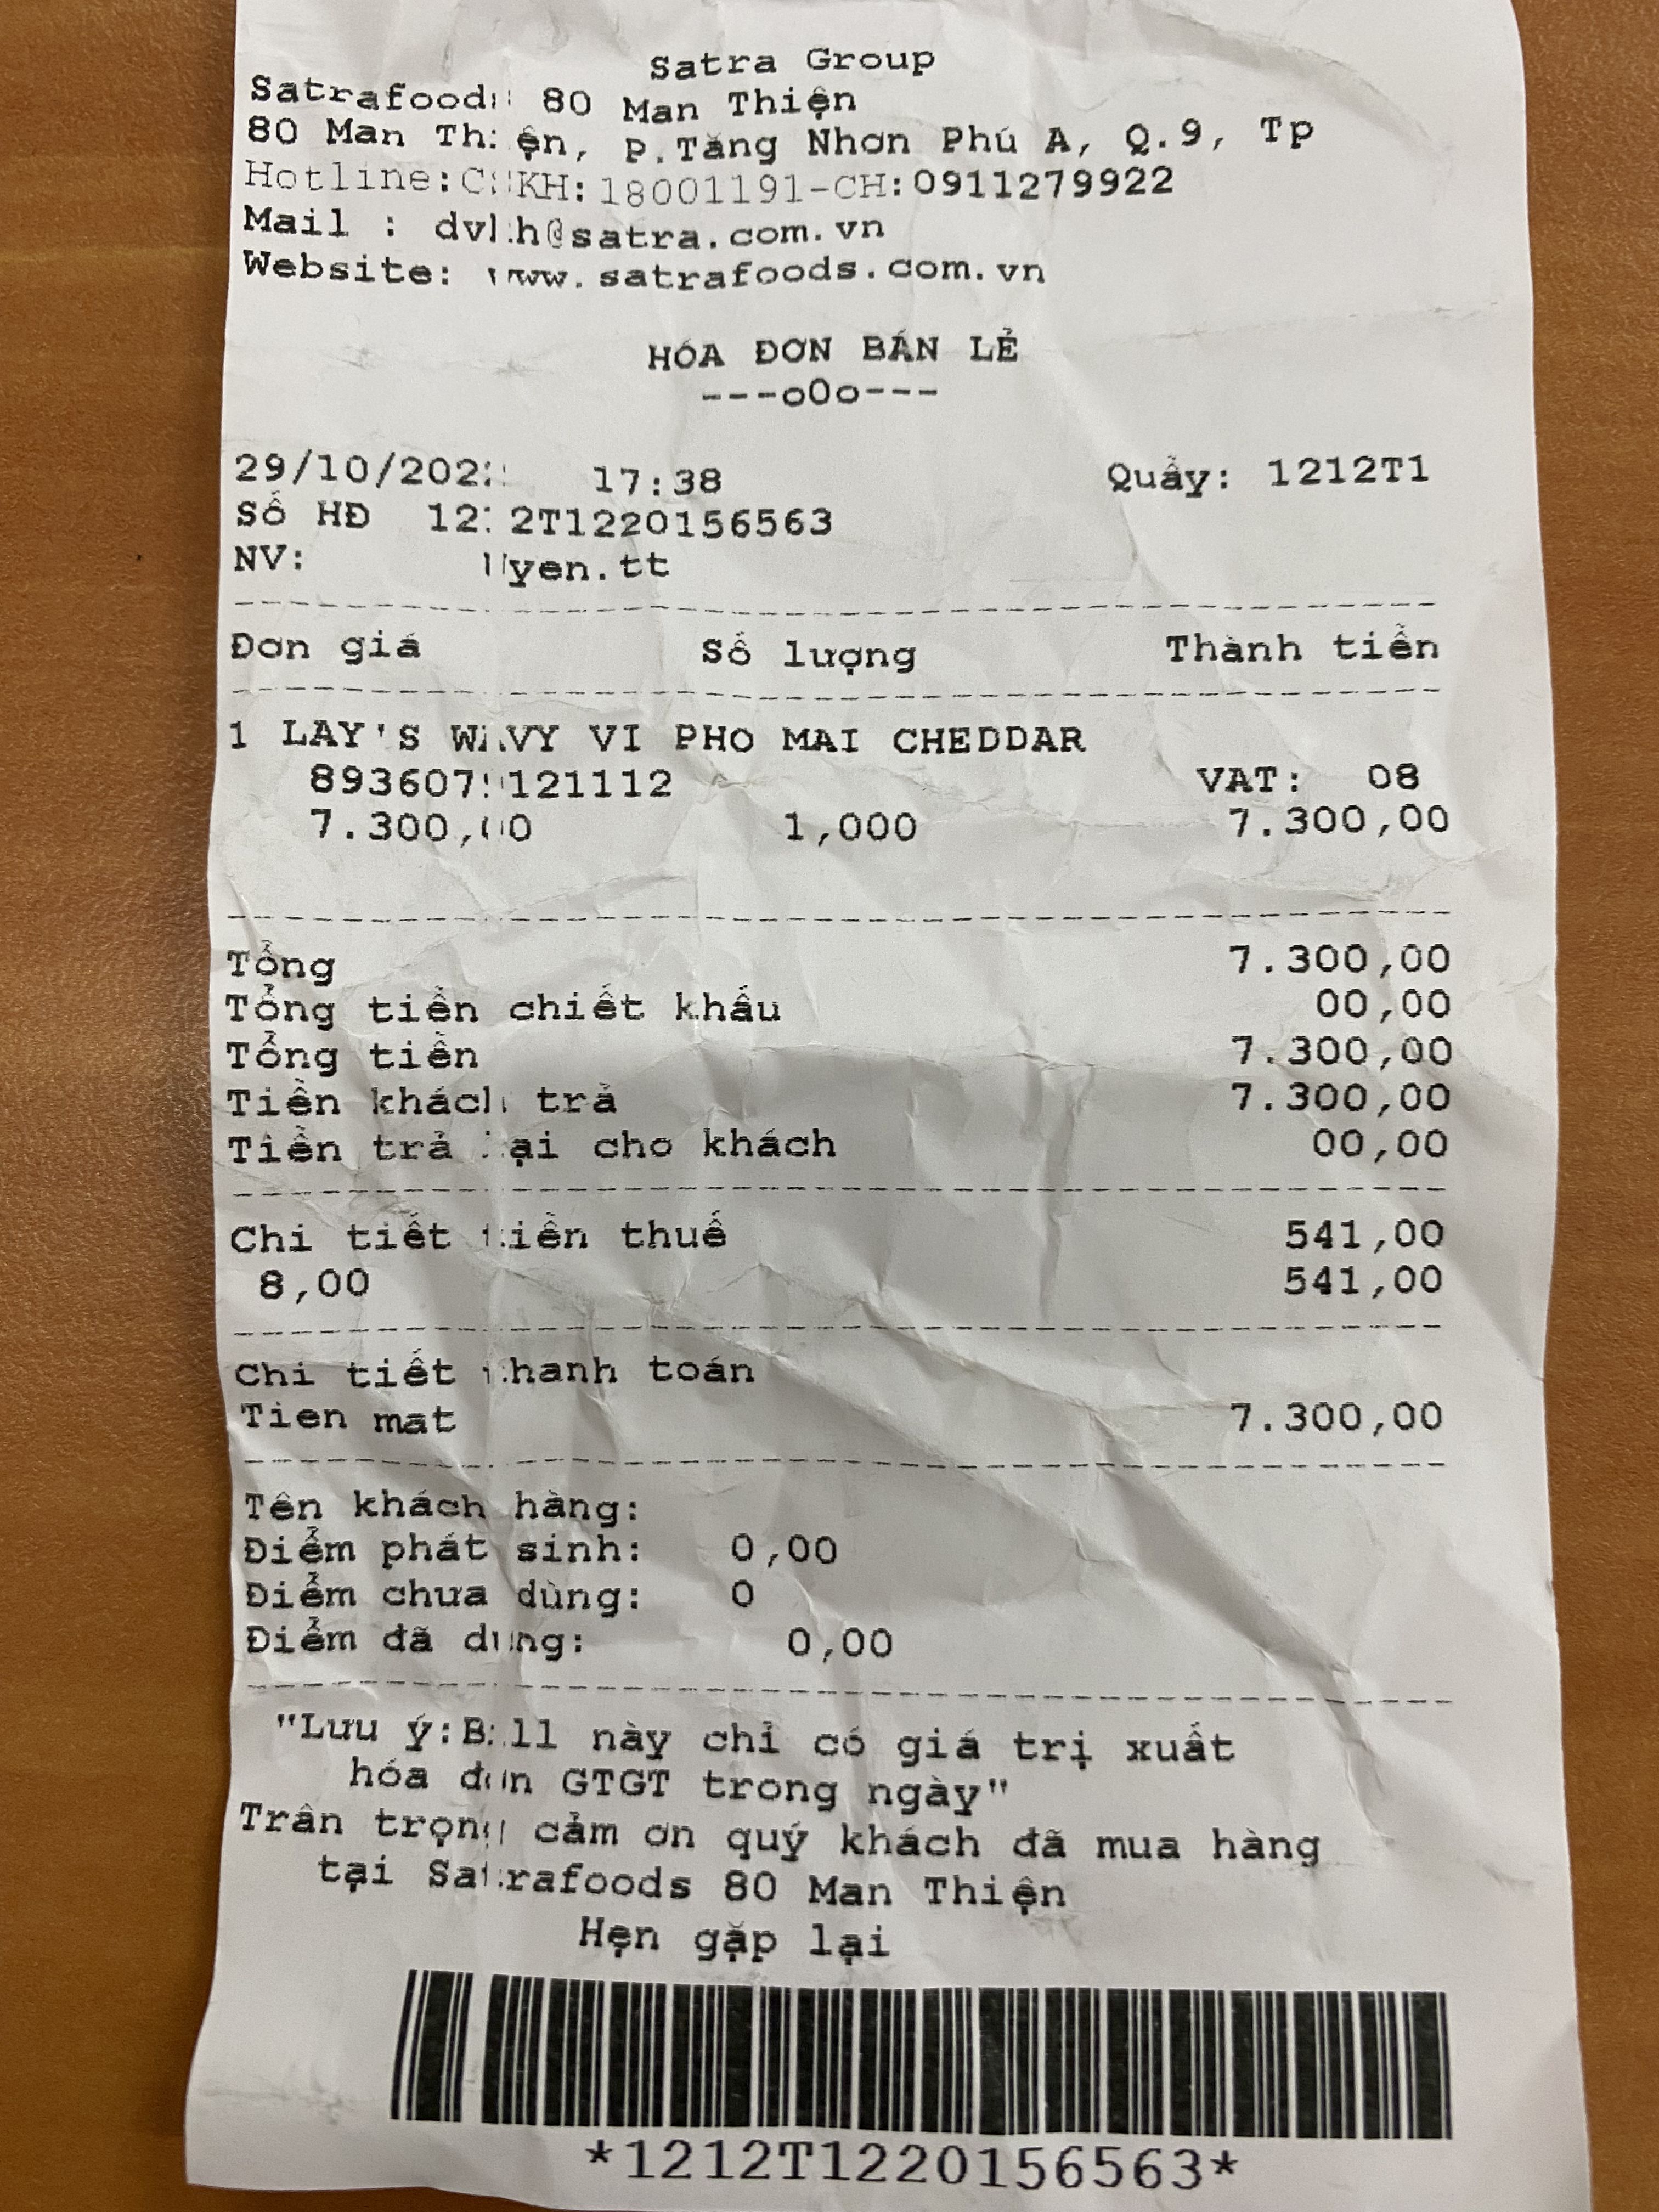 Satra Group
Satrafoods 80 Man Thiện
80 Man Thiện, P.Tăng Nhơn Phú A, Q.9, Tp
Hotline:CSKH:18001191-CH:0911279922
Mail : dvkh@satra.com.vn
Website: www.satrafoods.com.vn
HÓA ĐƠN BÁN LẺ
---oOo---
29/10/2022 17:38 Quầy: 1212T1
Số HĐ 1212T1220156563
NV: yen.tt
Đơn giá Số lượng Thành tiền
1 LAY'S WAVY VI PHO MAI CHEDDAR
8936079121112 VAT: 08
7.300,00 1,000 7.300,00
Tổng 7.300,00
Tổng tiền chiết khấu 00,00
Tổng tiền 7.300,00
Tiền khách trả 7.300,00
Tiền trả lại cho khách 00,00
Chi tiết tiền thuế 541,00
8,00 541,00
Chi tiết thanh toán
Tien mat 7.300,00
Tên khách hàng:
Điểm phát sinh: 0,00
Điểm chưa dùng: 0
Điểm đã dùng: 0,00
"Lưu ý:Bill này chỉ có giá trị xuất
hóa đơn GTGT trong ngày"
Trân trọng cảm ơn quý khách đã mua hàng
tại Satrafoods 80 Man Thiện
Hẹn gặp lại
*1212T1220156563*